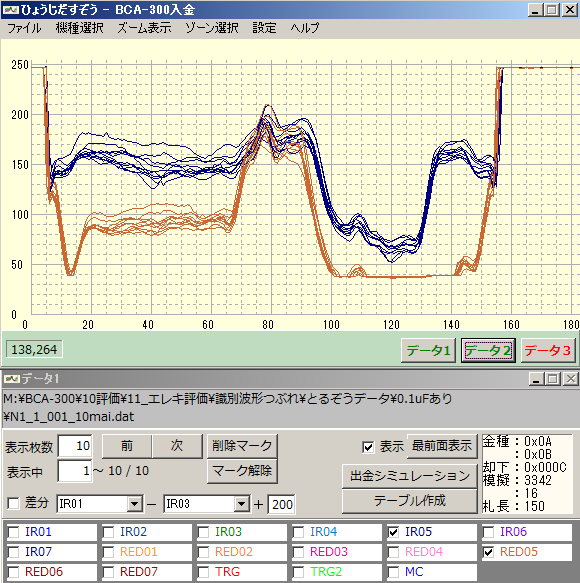 ひょうじだすぞう - BCA-300入金
ファイル 機種選択 ズーム表示 ゾーン選択 設定 ヘルプ
250
200
150
100
50
0
0 20 40 60 80 100 120 140 160 180
138,264
データ1 データ2 データ3
データ1
M:¥BCA-300¥10評価¥11_エレキ評価¥識別波形つぶれ¥とるぞうデータ¥0.1uFあり
¥N1_1_001_10mai.dat
表示枚数 10 前 次 削除マーク 表示 最前面表示
表示中 1 ～ 10 / 10 マーク解除
出金シミュレーション
差分 IR01 - IR03 + 200 テーブル作成
金種：0x0A
：0x0B
却下：0x000C
模擬：3342
：16
札長：150
IR01 IR02 IR03 IR04 IR05 IR06
IR07 RED01 RED02 RED03 RED04 RED05
RED06 RED07 TRG TRG2 MC